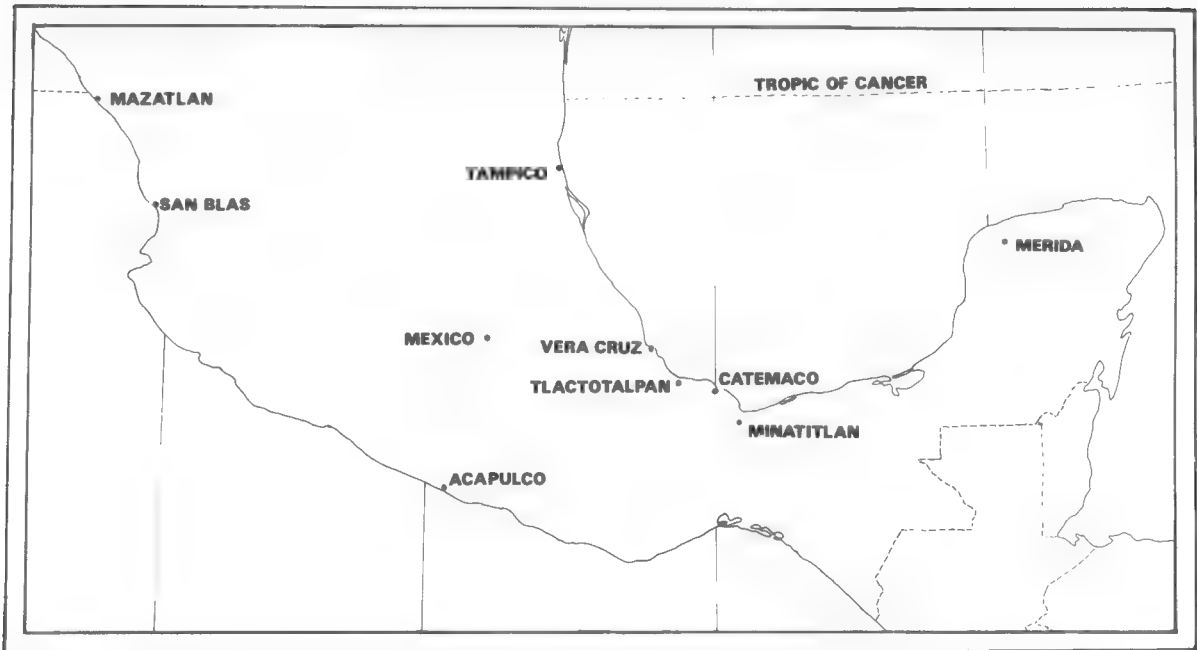 TROPIC OF CANCER
MAZATLAN
TAMPICO
SAN BLAS
MERIDA
MEXICO
VERA CRUZ
TLACTOTALPAN
CATEMACO
MINATITLAN
ACAPULCO